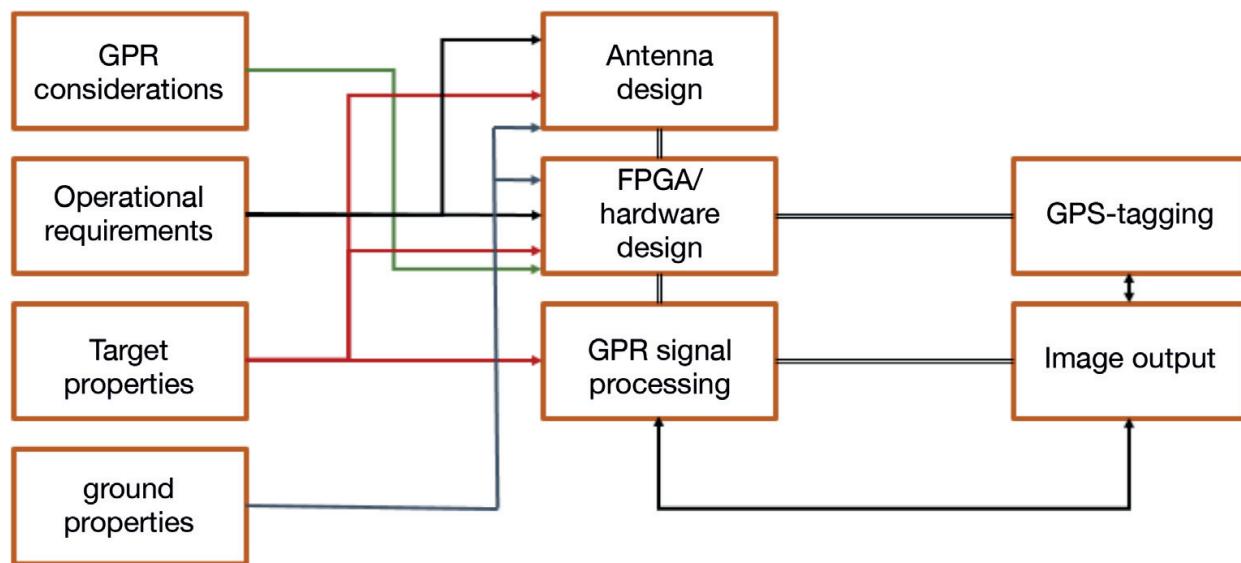 GPR
considerations
Operational
requirements
Target
properties
ground
properties
Antenna
design
FPGA/
hardware
design
GPR signal
processing
GPS-tagging
Image output